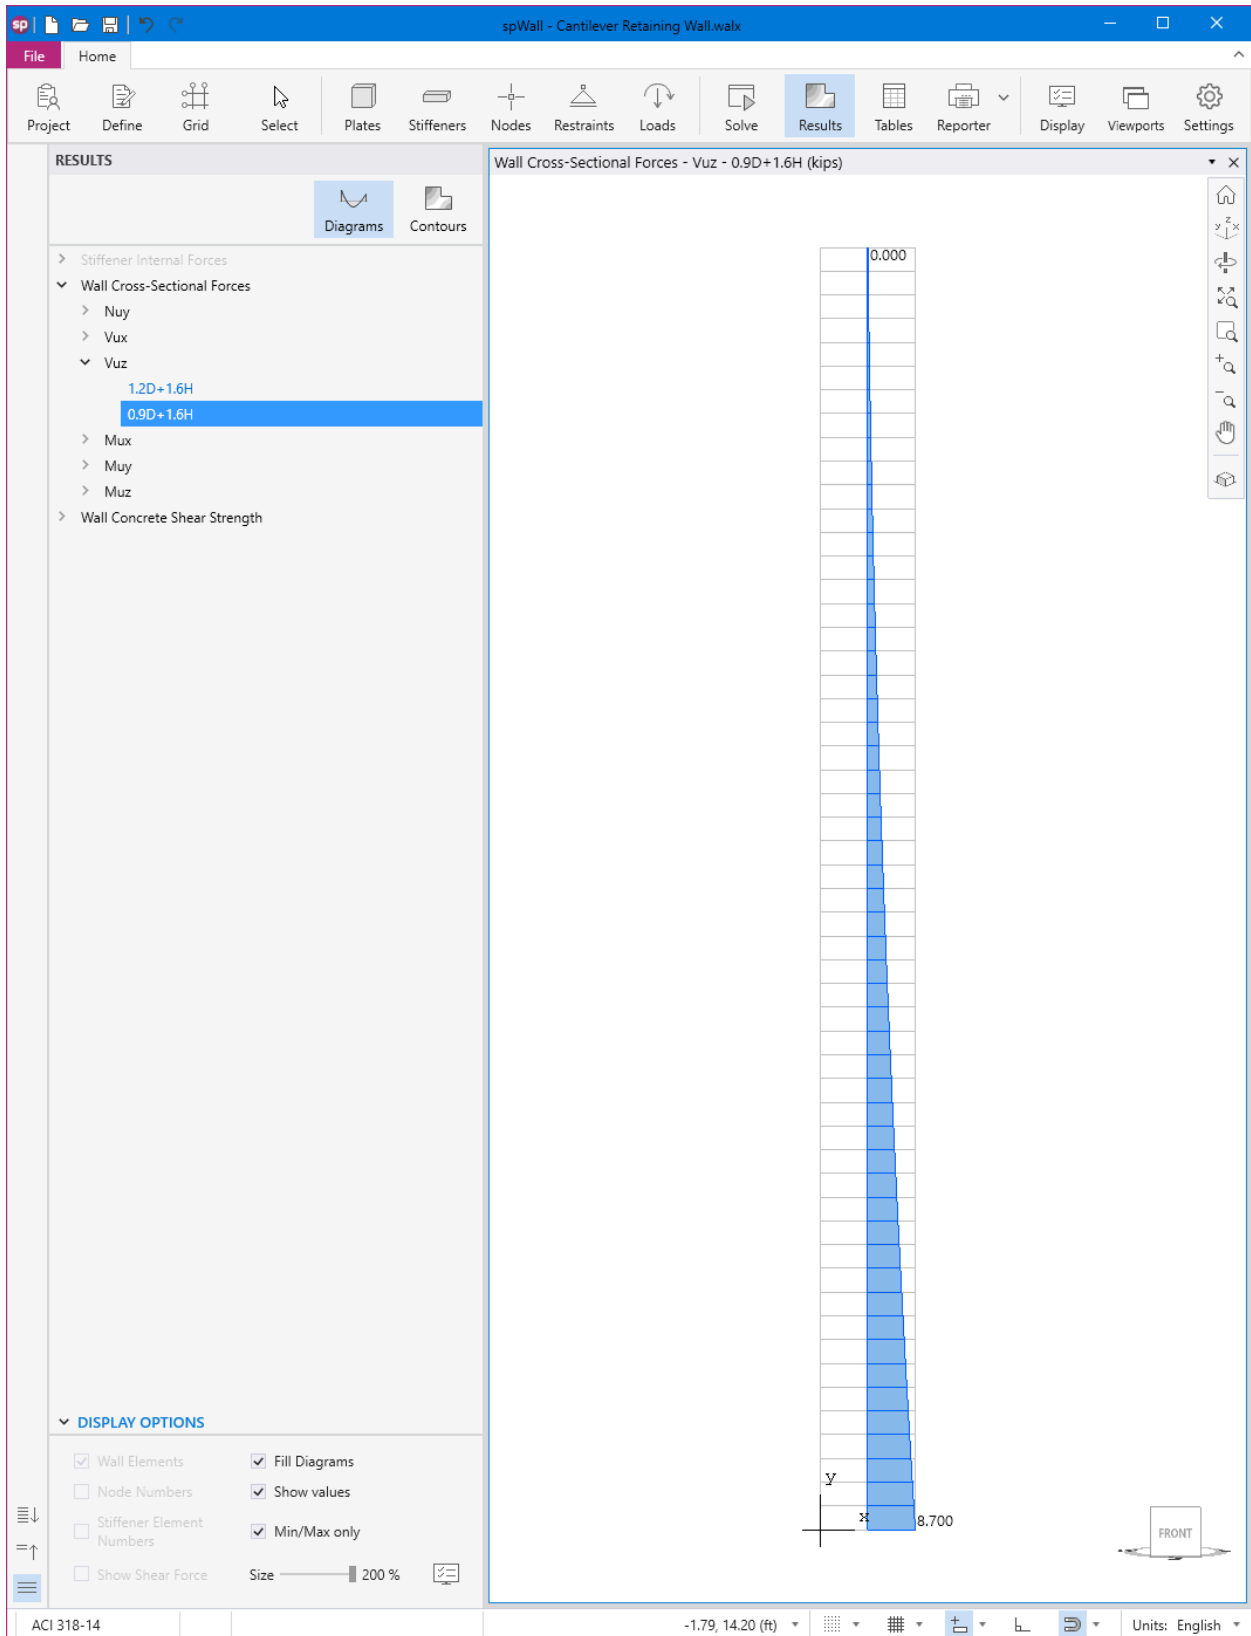 sp spWall - Cantilever Retaining Wall.walx
File Home
Project Define Grid Select Plates Stiffeners Nodes Restraints Loads Solve Results Tables Reporter Display Viewports Settings
RESULTS
Diagrams Contours
Stiffener Internal Forces
Wall Cross-Sectional Forces
Nuy
Vux
Vuz
1.2D+1.6H
0.9D+1.6H
Mux
Muy
Muz
Wall Concrete Shear Strength
DISPLAY OPTIONS
Wall Elements Fill Diagrams
Node Numbers Show values
Stiffener Element
Numbers Min/Max only
Show Shear Force Size 200 %
Wall Cross-Sectional Forces - Vuz - 0.9D+1.6H (kips)
y z x
0.000
y
x
8.700
FRONT
ACI 318-14 -1.79, 14.20 (ft) Units: English